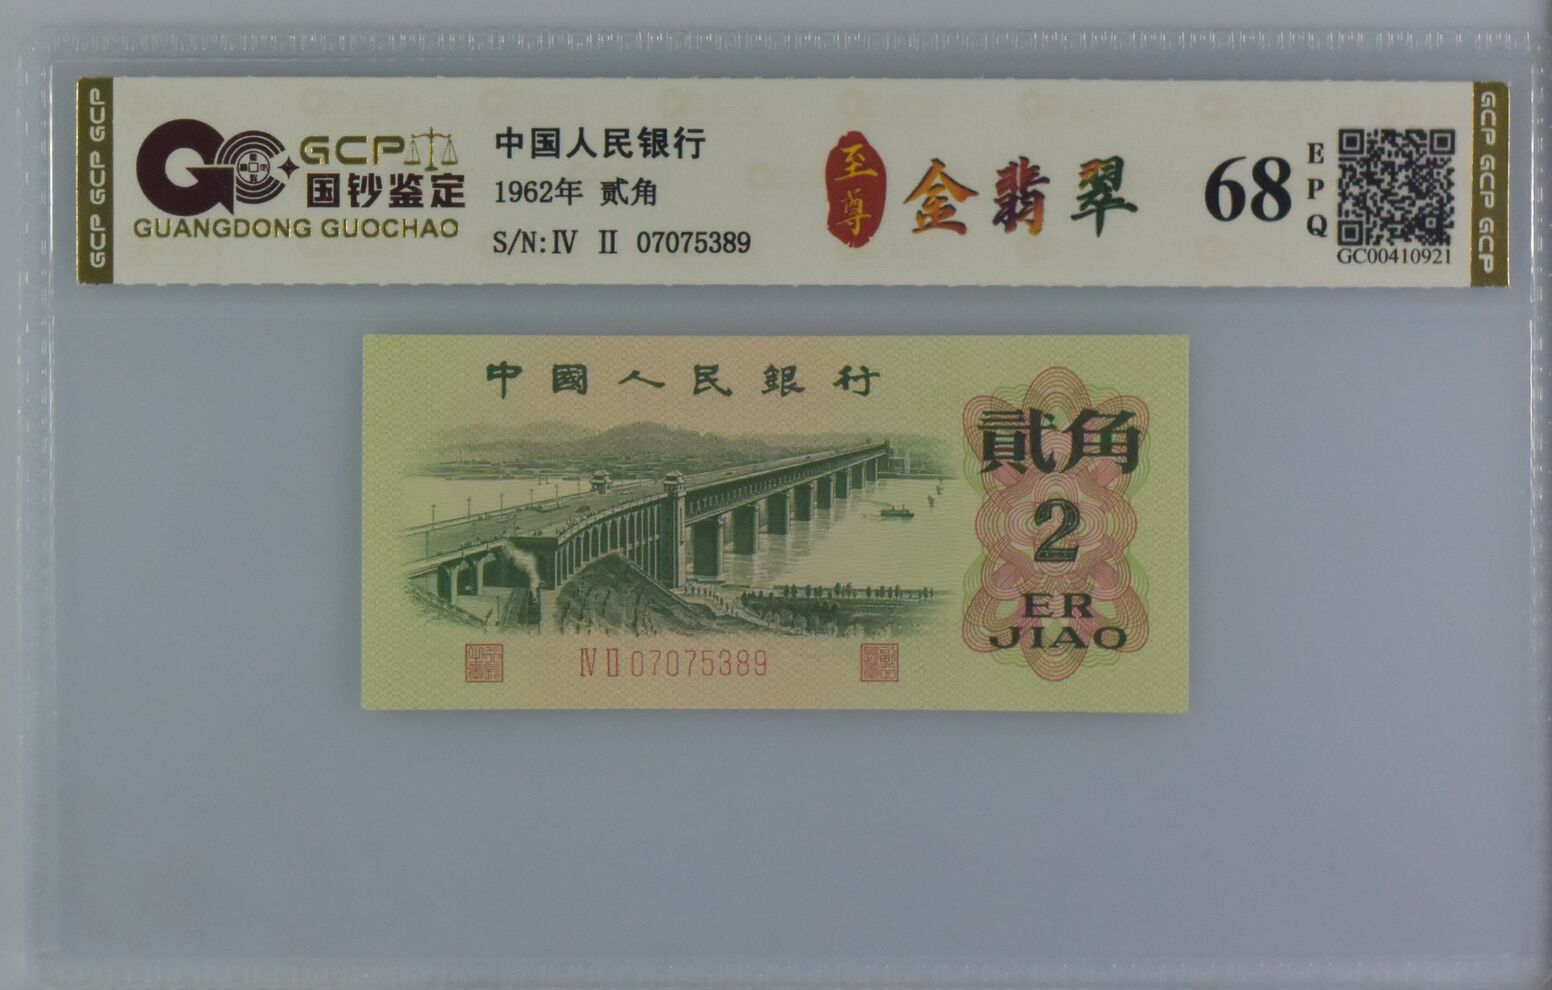 GCP GCP GCP
GCP
国钞鉴定
GUANGDONG GUOCHAO
中国人民银行
1962年 贰角
S/N: Ⅳ Ⅱ 07075389
至尊
金翡翠
68
EPQ
GC00410921
GCP GCP GCP
中國人民銀行
貳角
2
ER
JIAO
Ⅳ Ⅱ 07075389